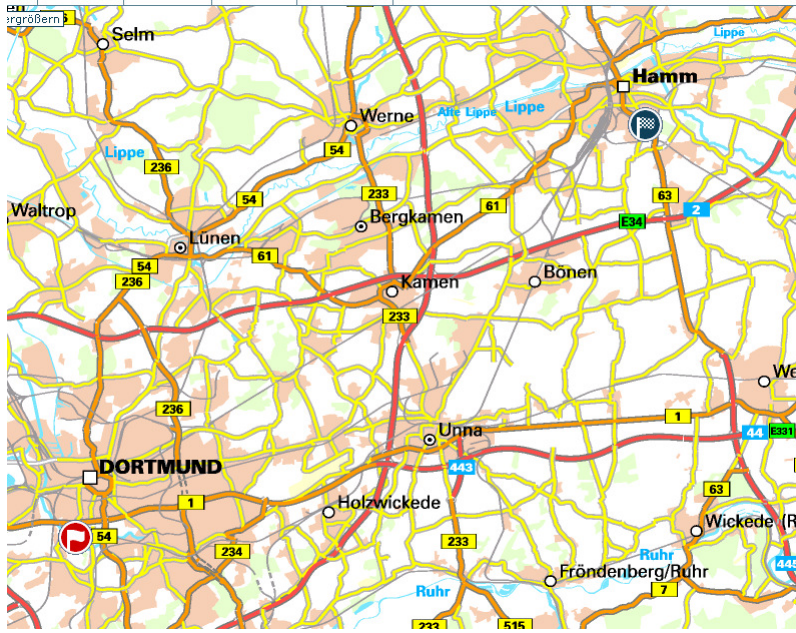 ergrößern
Selm
Lippe
Hamm
Werne
Alte Lippe
Lippe
Lippe
54
236
233
63
54
61
2
Waltrop
Bergkamen
E34
Lünen
54
61
236
Kamen
Bönen
233
We
236
1
Unna
44
E331
DORTMUND
443
1
63
Holzwickede
54
Wickede (R
234
233
Ruhr
Fröndenberg/Ruhr
445
Ruhr
7
233
515